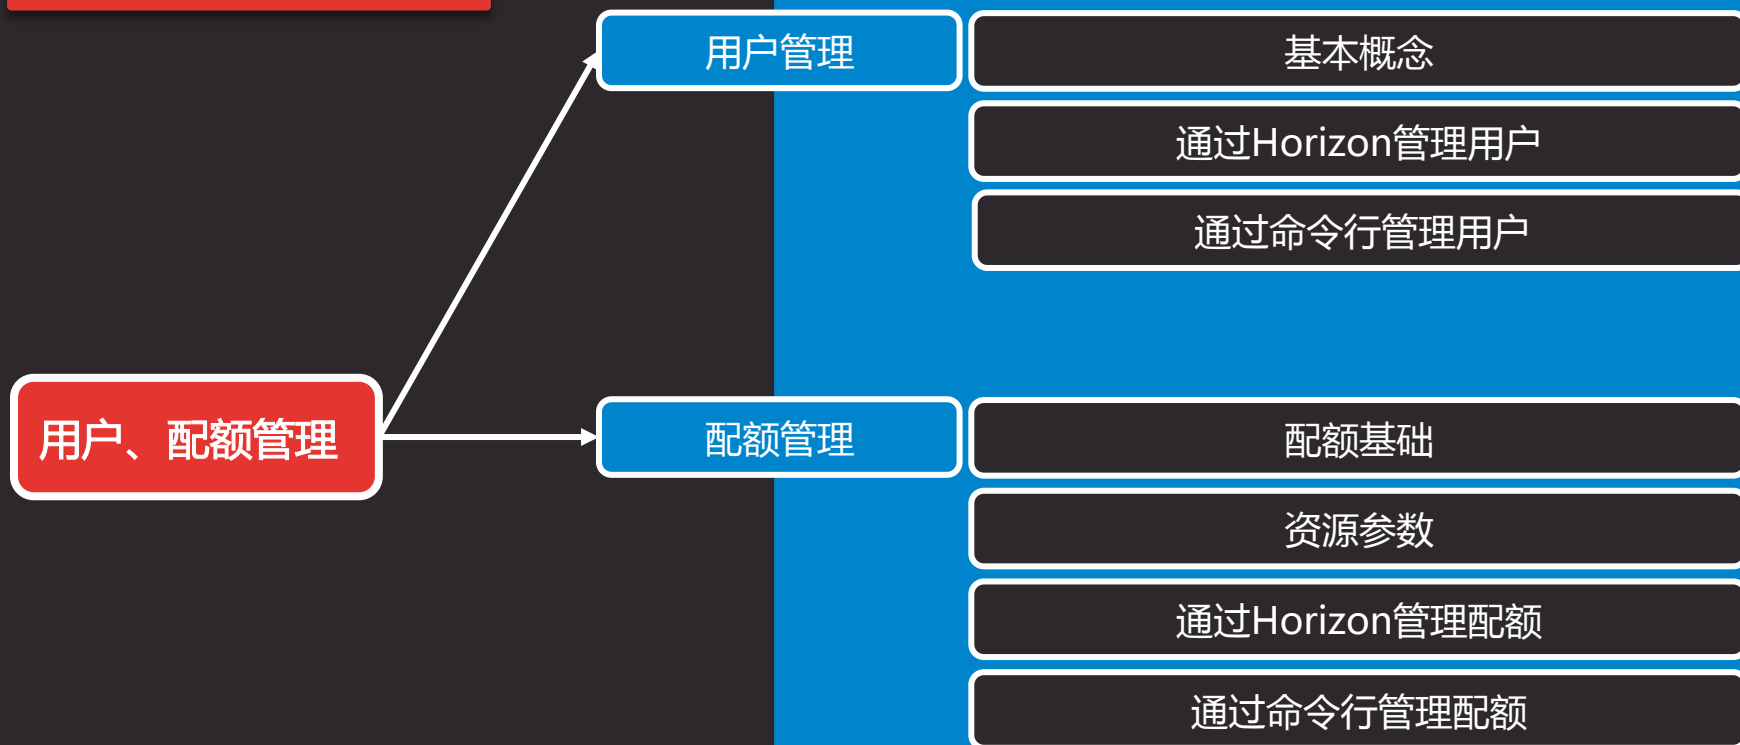 用户管理
基本概念
通过Horizon管理用户
通过命令行管理用户
用户、配额管理
配额管理
配额基础
资源参数
通过Horizon管理配额
通过命令行管理配额